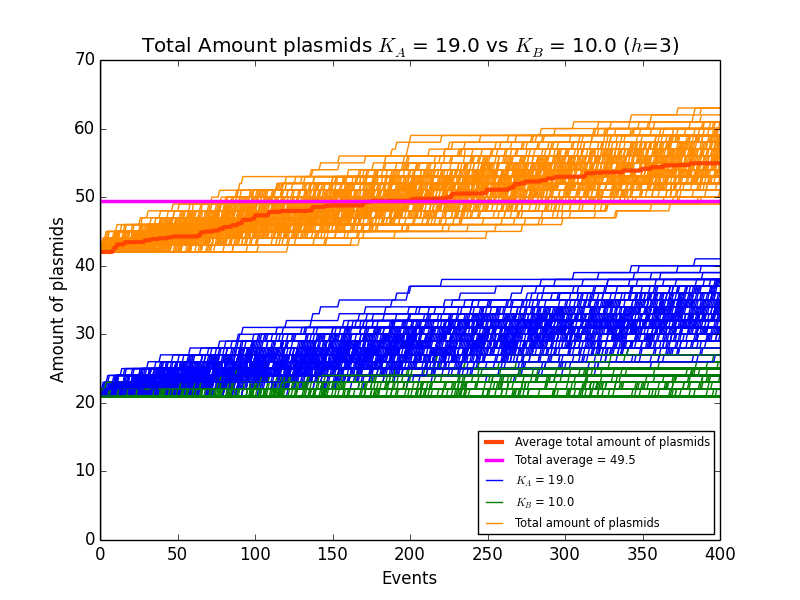 Total Amount plasmids K_A = 19.0 vs K_B = 10.0 (h=3)
70
60
50
40
30
20
10
0
Amount of plasmids
Average total amount of plasmids
Total average = 49.5
K_A = 19.0
K_B = 10.0
Total amount of plasmids
0 50 100 150 200 250 300 350 400
Events